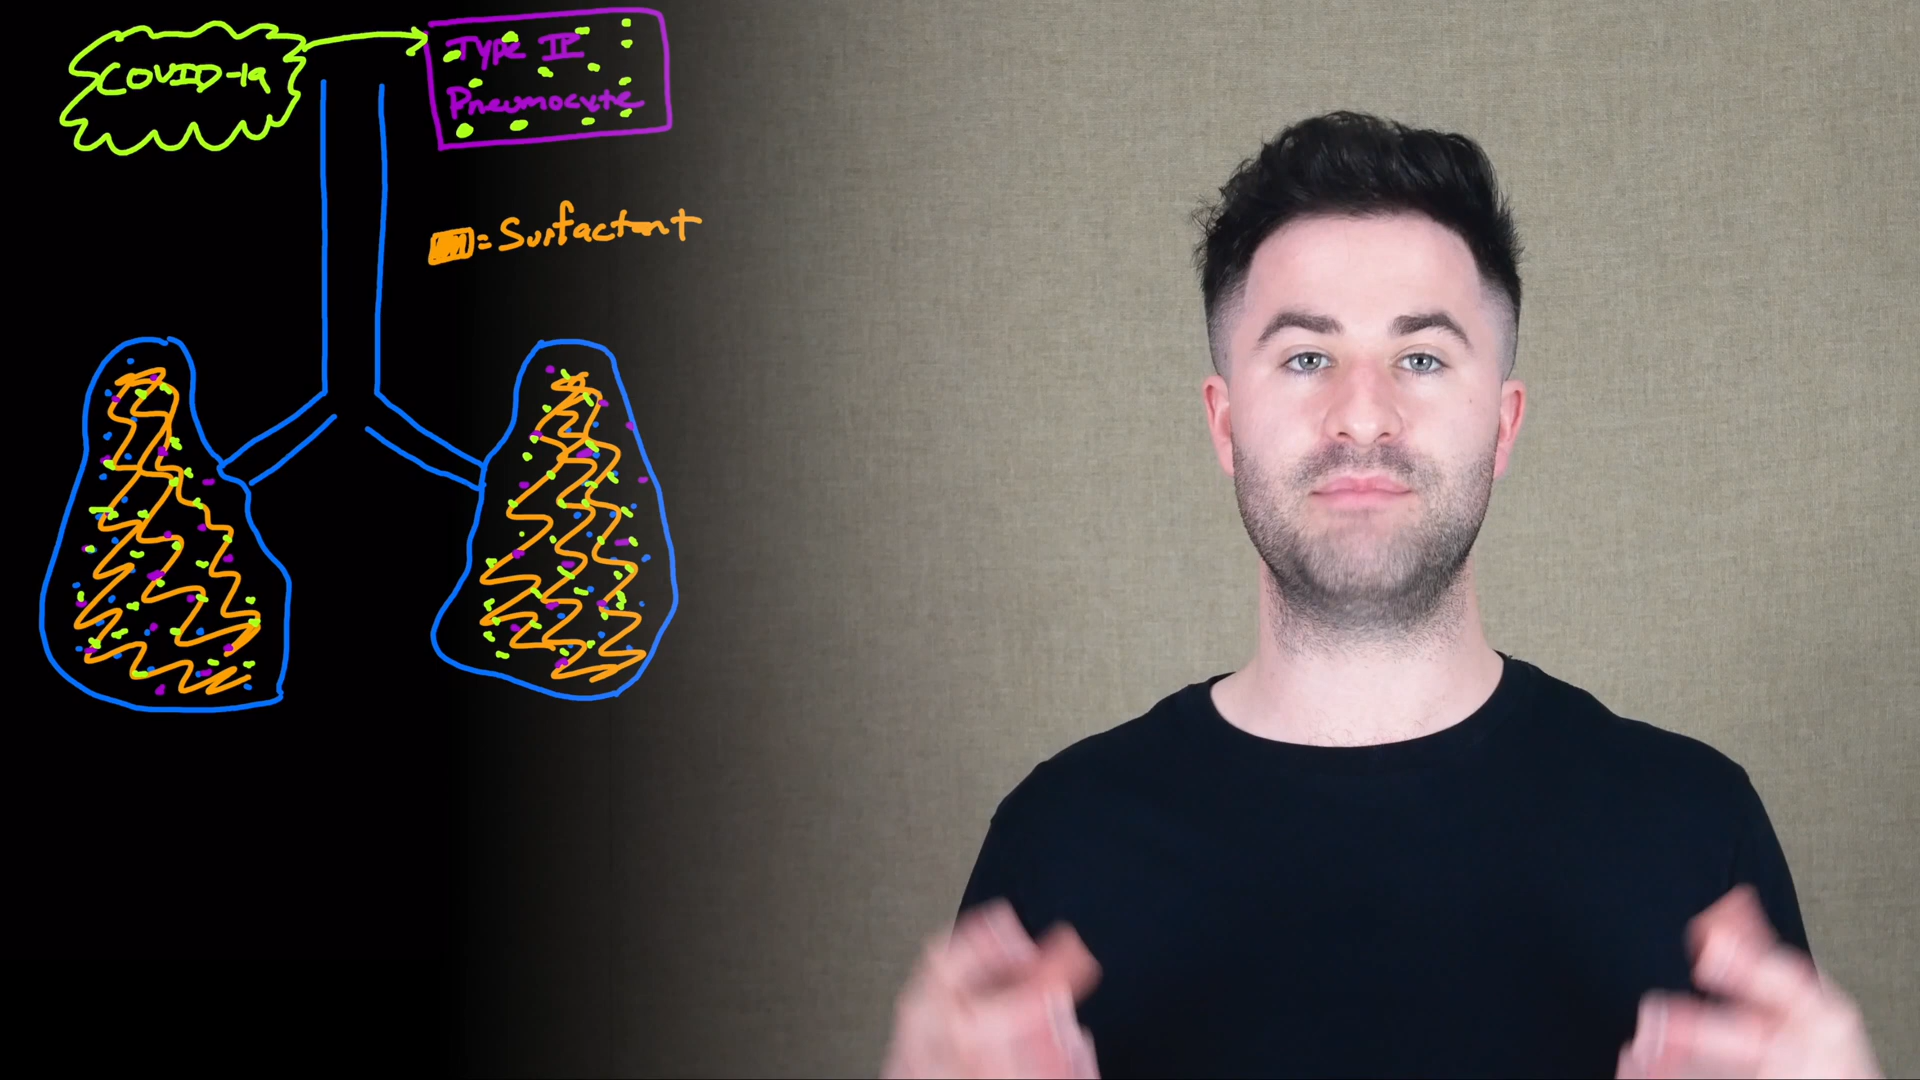 COVID-19
Type II
Pneumocyte
= Surfactant